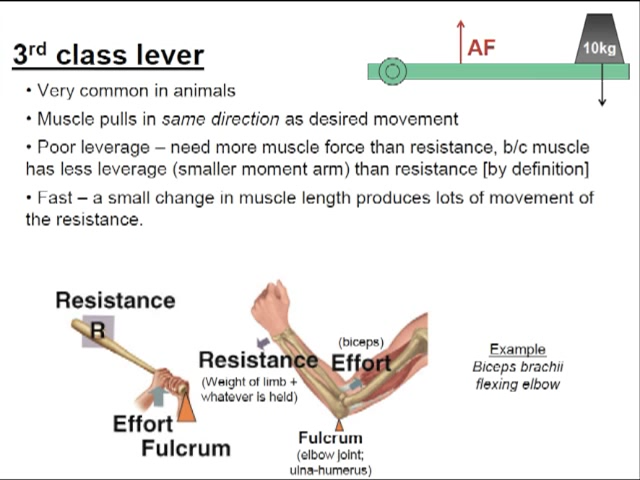 3rd class lever
AF
10kg
• Very common in animals
• Muscle pulls in same direction as desired movement
• Poor leverage – need more muscle force than resistance, b/c muscle
has less leverage (smaller moment arm) than resistance [by definition]
• Fast – a small change in muscle length produces lots of movement of
the resistance.
Resistance
R
Effort
Fulcrum
(biceps)
Resistance Effort
(Weight of limb +
whatever is held)
Fulcrum
(elbow joint;
ulna-humerus)
Example
Biceps brachii
flexing elbow